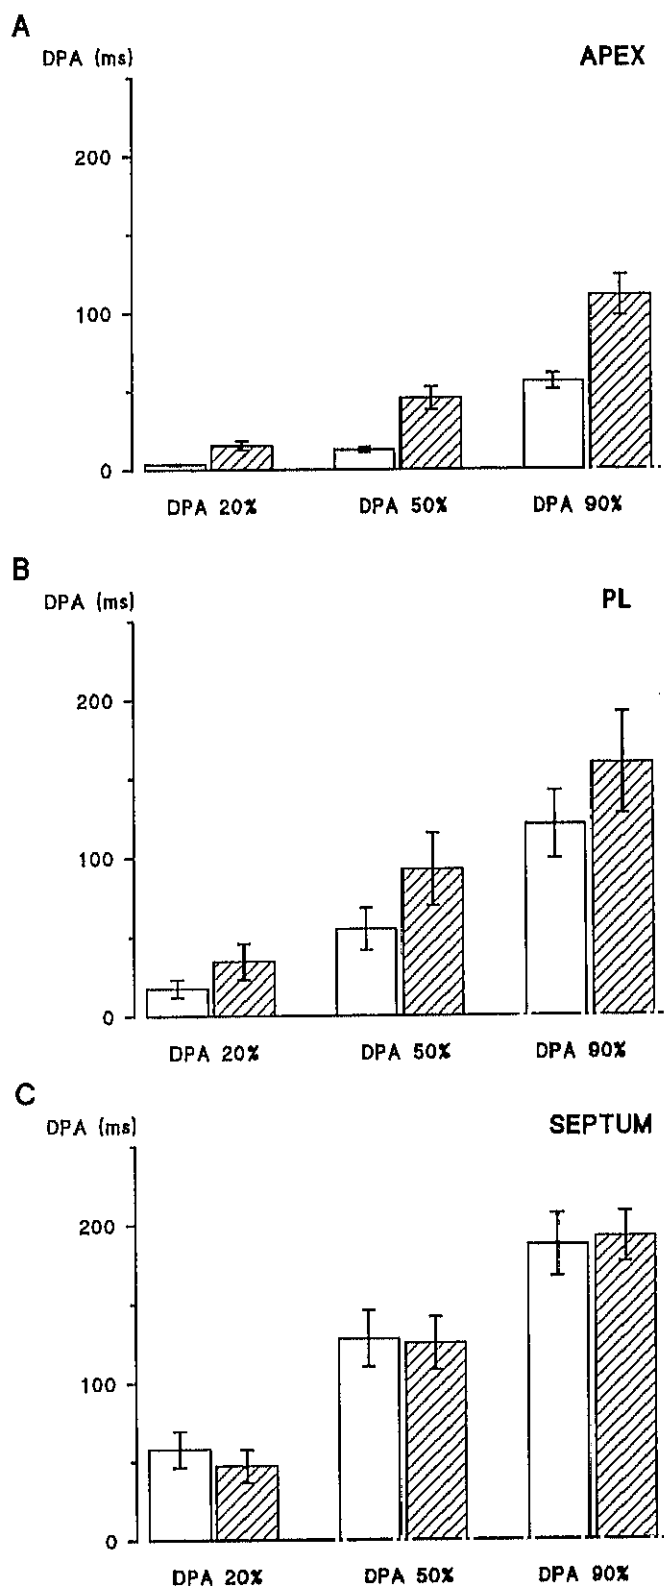 A
DPA (ms)
APEX
200
100
0
DPA 20%
DPA 50%
DPA 90%
B
DPA (ms)
PL
200
100
0
DPA 20%
DPA 50%
DPA 90%
C
DPA (ms)
SEPTUM
200
100
0
DPA 20%
DPA 50%
DPA 90%